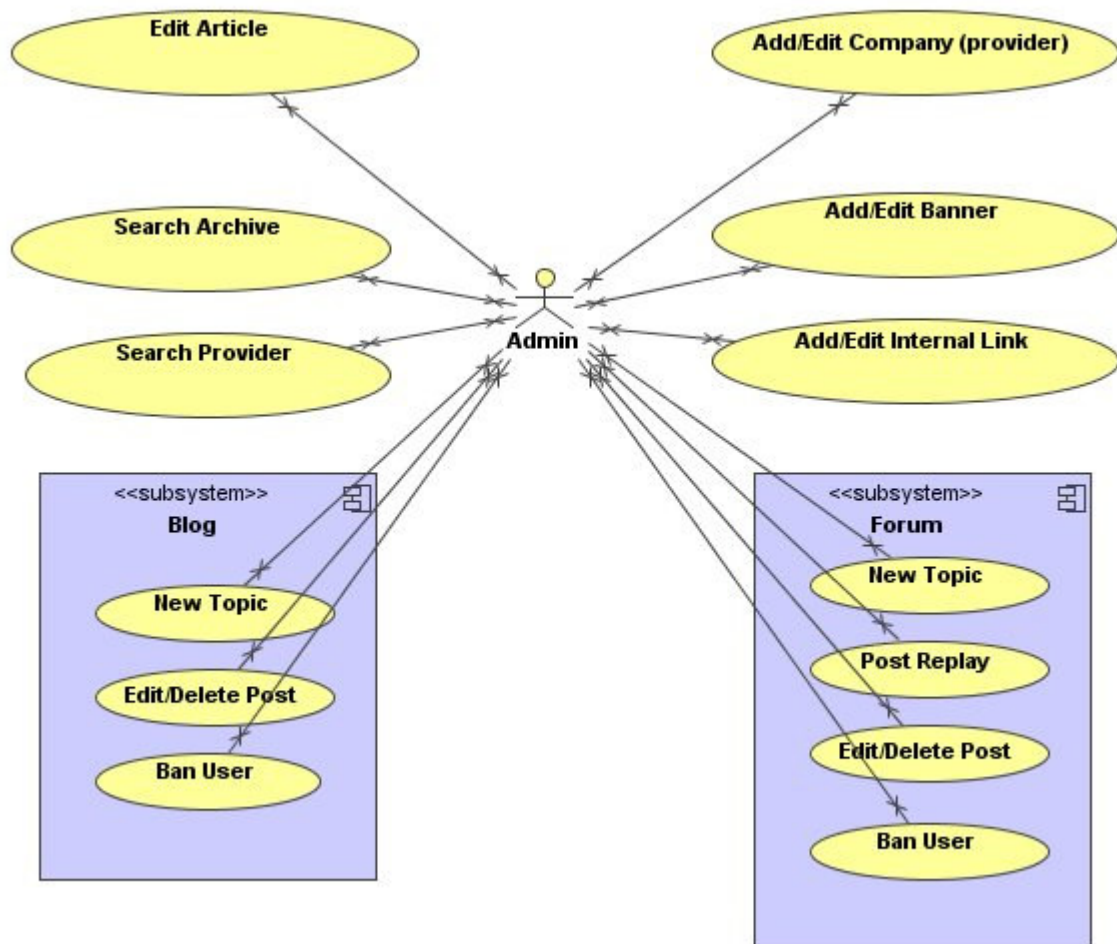 Edit Article
Add/Edit Company (provider)
Search Archive
Add/Edit Banner
Search Provider
Admin
Add/Edit Internal Link
<<subsystem>>
Blog
New Topic
Edit/Delete Post
Ban User
<<subsystem>>
Forum
New Topic
Post Replay
Edit/Delete Post
Ban User